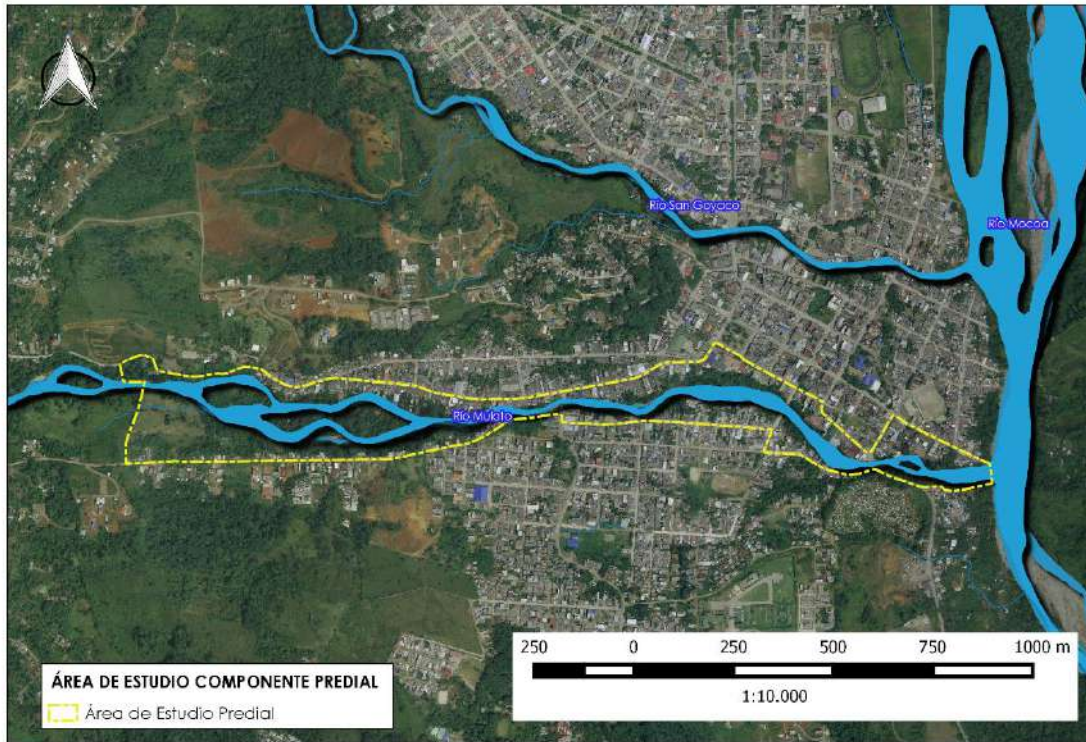 Río San Goyaco
Río Mocoa
Río Mulato
250 0 250 500 750 1000 m
1:10.000
ÁREA DE ESTUDIO COMPONENTE PREDIAL
Área de Estudio Predial